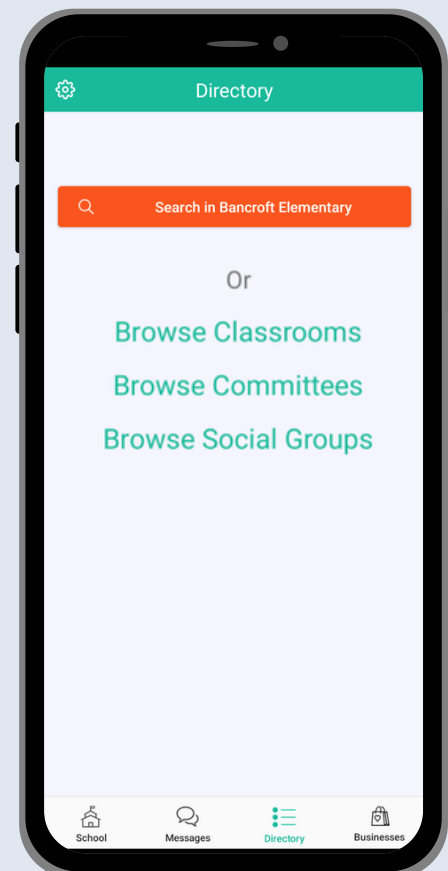 Directory
Search in Bancroft Elementary
Or
Browse Classrooms
Browse Committees
Browse Social Groups
School
Messages
Directory
Businesses